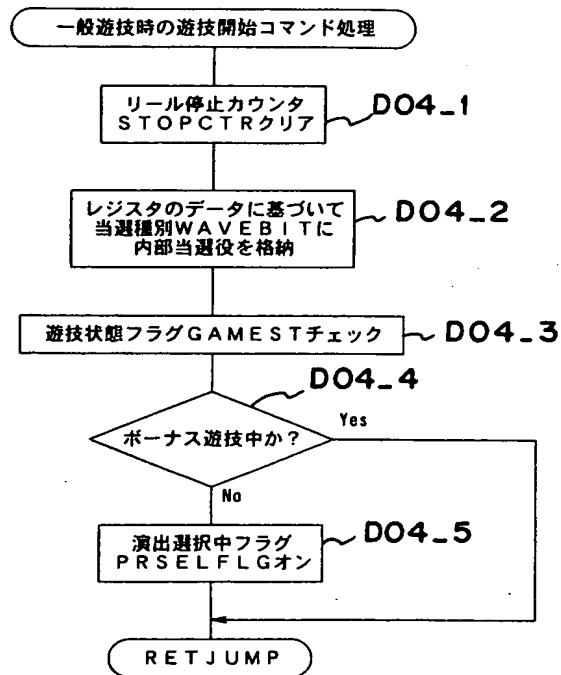 一般遊技時の遊技開始コマンド処理
リール停止カウンタ
STOPCTRクリア
D04_1
レジスタのデータに基づいて
当選種別WAVEBITに
内部当選役を格納
D04_2
遊技状態フラグGAMESTチェック
D04_3
D04_4
ボーナス遊技中か?
Yes
No
演出選択中フラグ
PRSELFLGオン
D04_5
RETJUMP